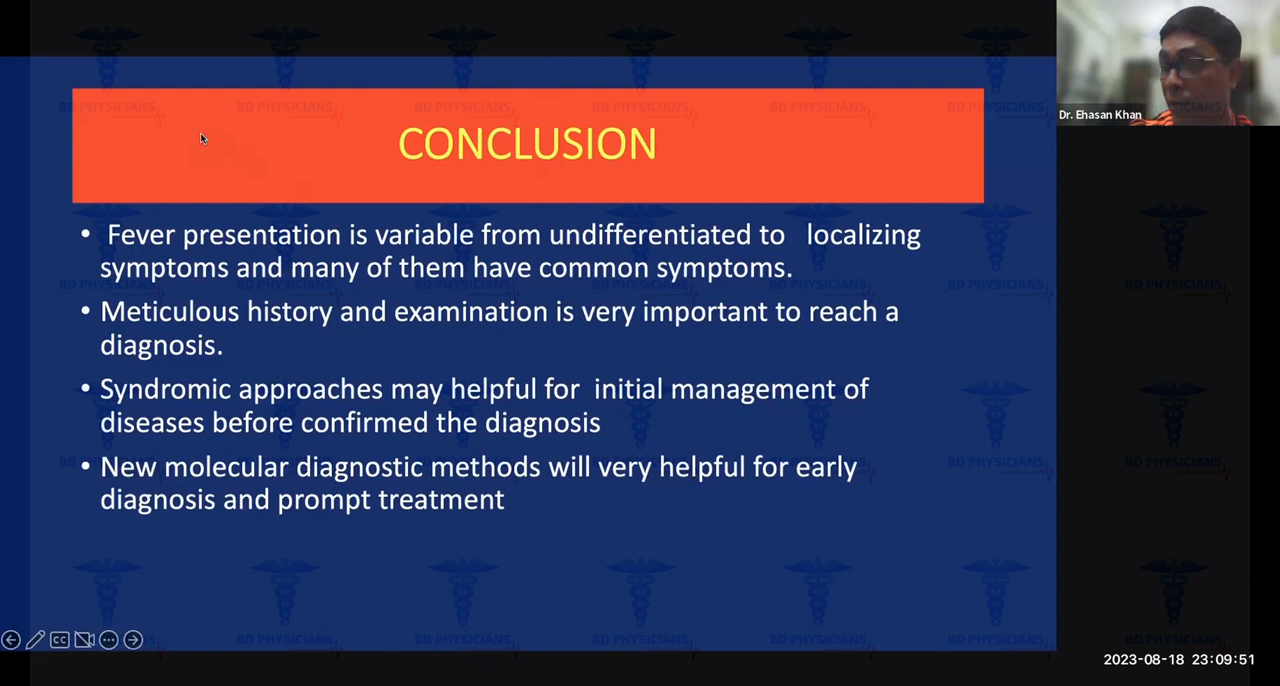 CONCLUSION
Dr. Ehasan Khan
• Fever presentation is variable from undifferentiated to localizing
symptoms and many of them have common symptoms.
• Meticulous history and examination is very important to reach a
diagnosis.
• Syndromic approaches may helpful for initial management of
diseases before confirmed the diagnosis
• New molecular diagnostic methods will very helpful for early
diagnosis and prompt treatment
BD PHYSICIANS
CC
2023-08-18 23:09:51